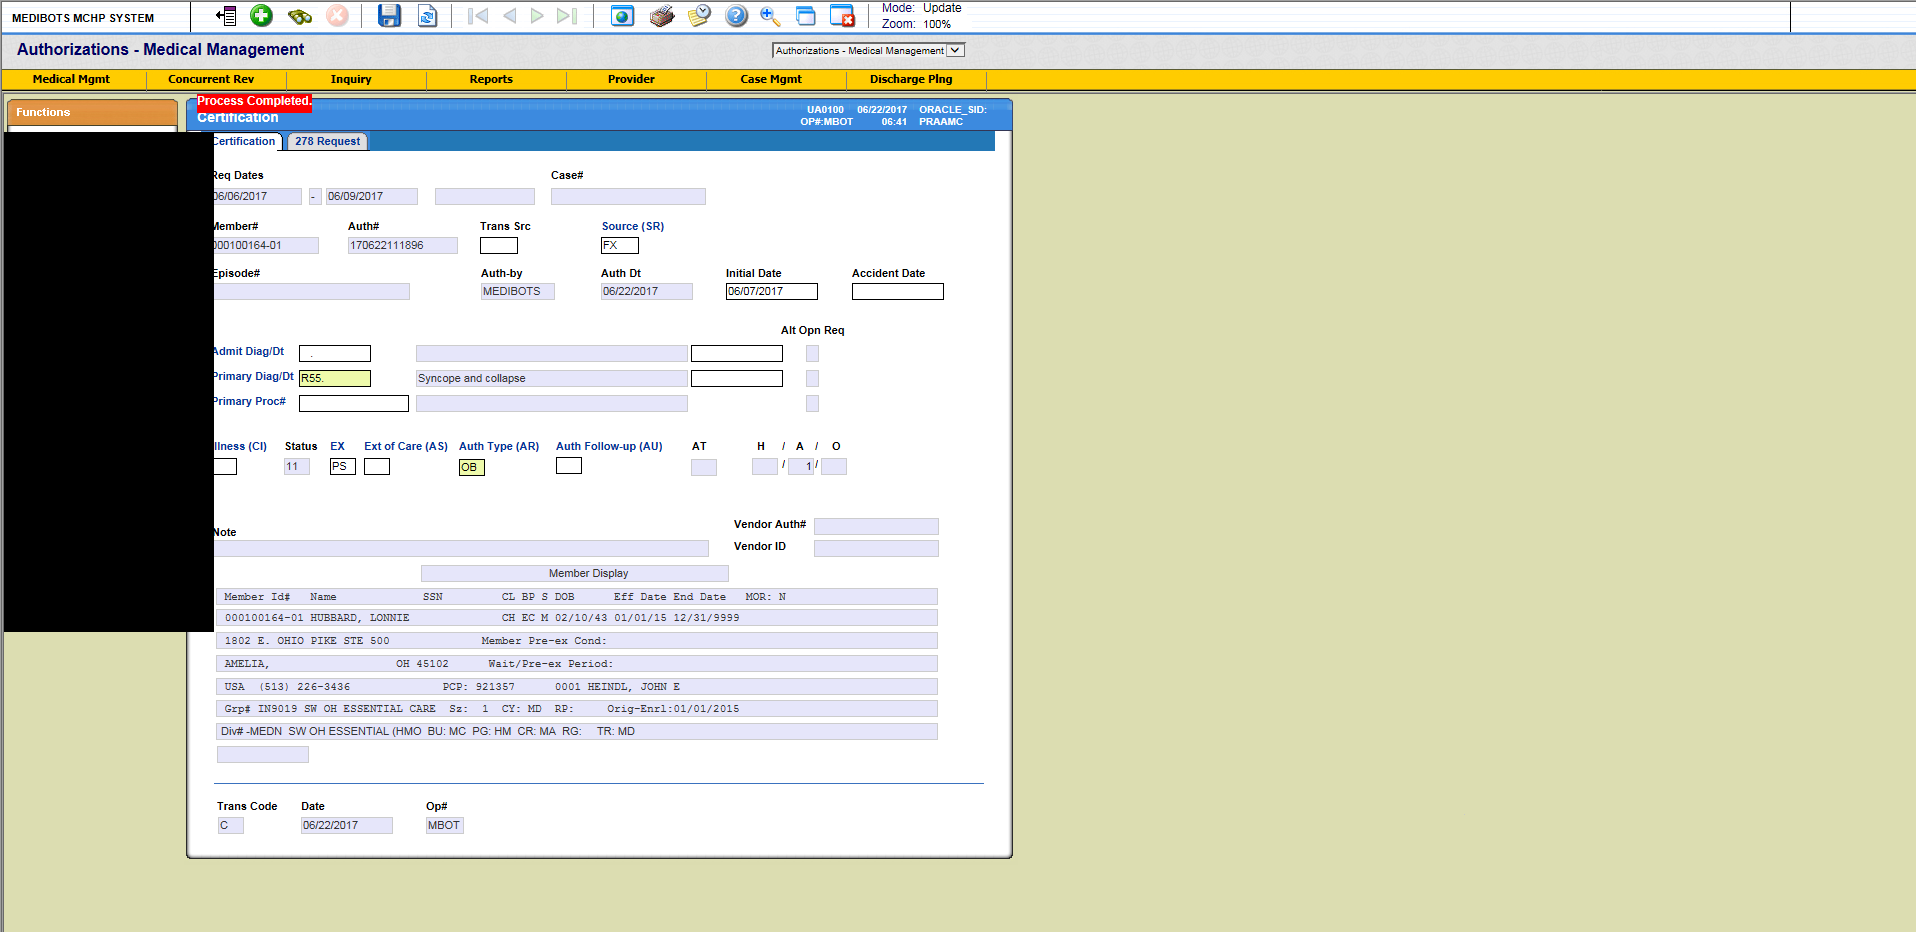 MEDIBOTS MCHP SYSTEM
Mode: Update
Zoom: 100%
Authorizations - Medical Management
Authorizations - Medical Management
Medical Mgmt Concurrent Rev Inquiry Reports Provider Case Mgmt Discharge Plng
Functions
Process Completed.
Certification
UA0100 06/22/2017 ORACLE_SID:
OP#:MBOT 06:41 PRAAMC
Certification 278 Request
Req Dates Case#
06/06/2017 - 06/09/2017
Member# Auth# Trans Src Source (SR)
000100164-01 170622111896 FX
Episode# Auth-by Auth Dt Initial Date Accident Date
MEDIBOTS 06/22/2017 06/07/2017
Alt Opn Req
Admit Diag/Dt .
Primary Diag/Dt R55. Syncope and collapse
Primary Proc#
llness (CI) Status EX Ext of Care (AS) Auth Type (AR) Auth Follow-up (AU) AT H / A / O
11 PS OB / 1 /
Note
Vendor Auth#
Vendor ID
Member Display
Member Id# Name SSN CL BP S DOB Eff Date End Date MOR: N
000100164-01 HUBBARD, LONNIE CH EC M 02/10/43 01/01/15 12/31/9999
1802 E. OHIO PIKE STE 500 Member Pre-ex Cond:
AMELIA, OH 45102 Wait/Pre-ex Period:
USA (513) 226-3436 PCP: 921357 0001 HEINDL, JOHN E
Grp# IN9019 SW OH ESSENTIAL CARE Sz: 1 CY: MD RP: Orig-Enrl:01/01/2015
Div# -MEDN SW OH ESSENTIAL (HMO BU: MC PG: HM CR: MA RG: TR: MD
Trans Code Date Op#
C 06/22/2017 MBOT